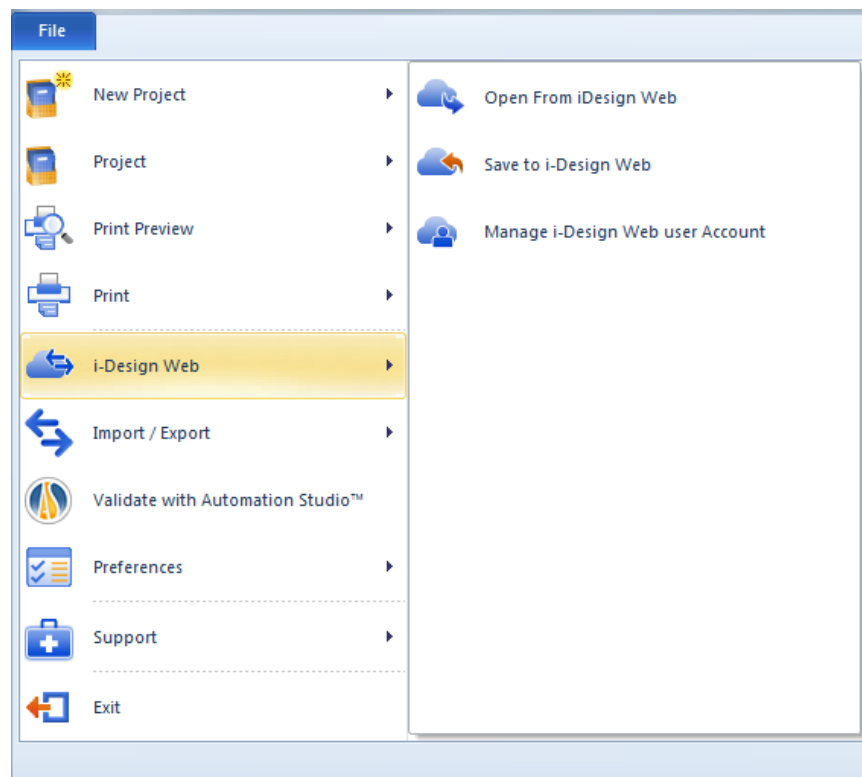 File
New Project
Project
Print Preview
Print
i-Design Web
Import / Export
Validate with Automation Studio™
Preferences
Support
Exit
Open From iDesign Web
Save to i-Design Web
Manage i-Design Web user Account